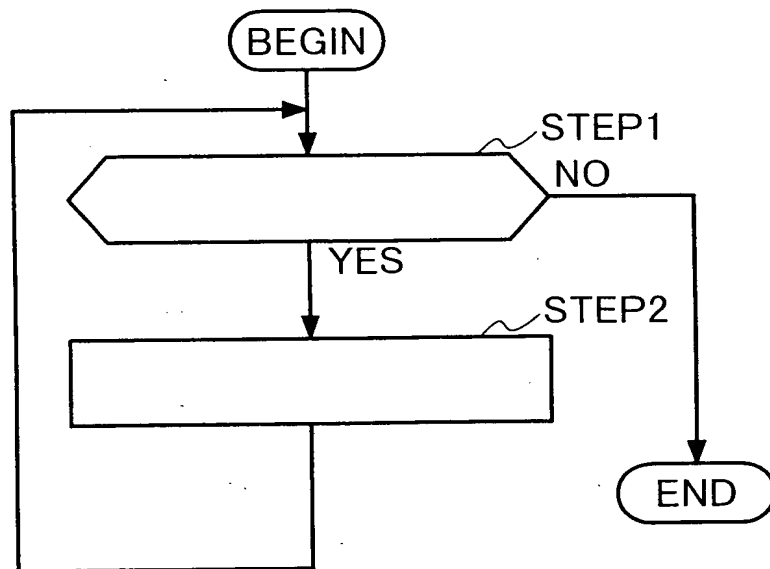 BEGIN
STEP1
NO
YES
STEP2
END